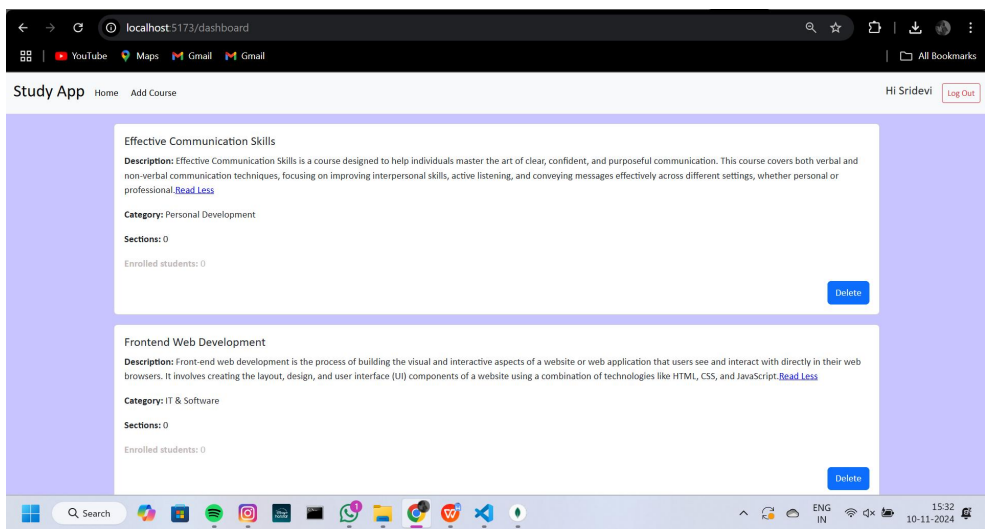 localhost:5173/dashboard
YouTube Maps Gmail Gmail All Bookmarks
Study App Home Add Course Hi Sridevi Log Out
Effective Communication Skills
Description: Effective Communication Skills is a course designed to help individuals master the art of clear, confident, and purposeful communication. This course covers both verbal and
non-verbal communication techniques, focusing on improving interpersonal skills, active listening, and conveying messages effectively across different settings, whether personal or
professional.Read Less
Category: Personal Development
Sections: 0
Enrolled students: 0
Delete
Frontend Web Development
Description: Front-end web development is the process of building the visual and interactive aspects of a website or web application that users see and interact with directly in their web
browsers. It involves creating the layout, design, and user interface (UI) components of a website using a combination of technologies like HTML, CSS, and JavaScript.Read Less
Category: IT & Software
Sections: 0
Enrolled students: 0
Delete
Search ENG 15:32
IN 10-11-2024